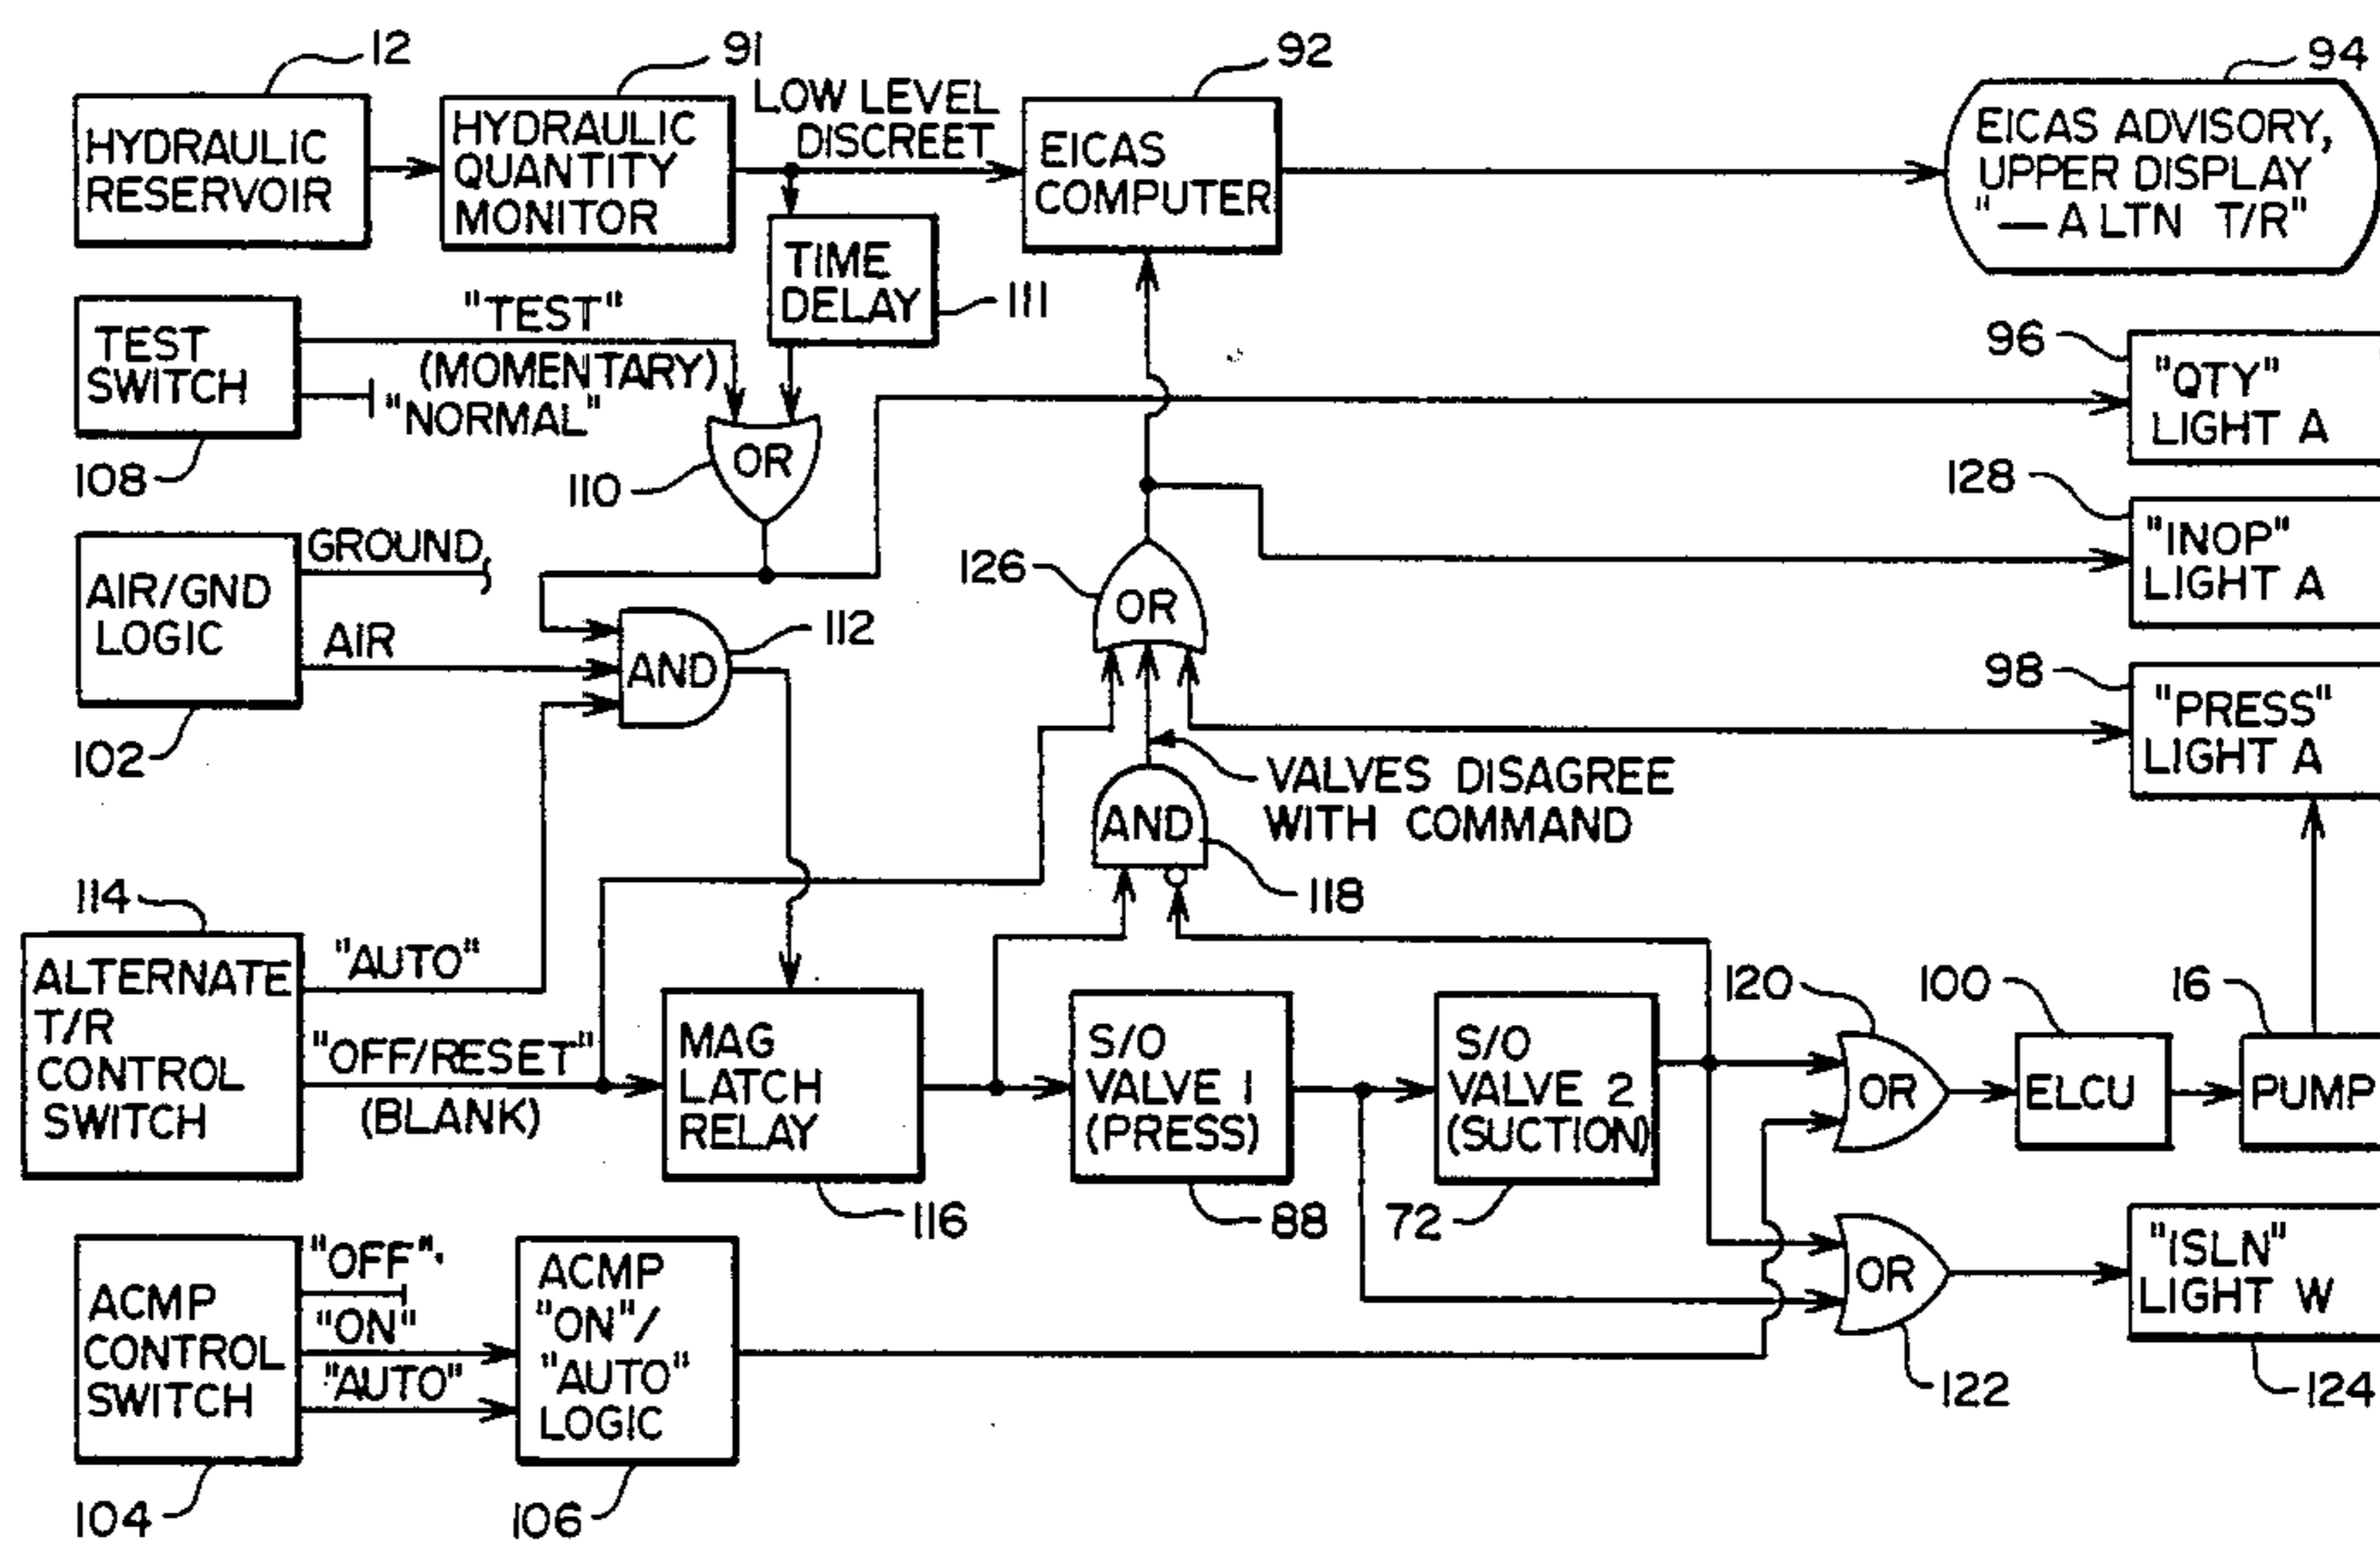 12
91
92
94
HYDRAULIC
RESERVOIR
HYDRAULIC
QUANTITY
MONITOR
LOW LEVEL
DISCREET
EICAS
COMPUTER
EICAS ADVISORY,
UPPER DISPLAY
"— ALTN T/R"
TIME
DELAY
111
TEST
SWITCH
108
"TEST"
(MOMENTARY)
"NORMAL"
OR
110
96
"QTY"
LIGHT A
128
"INOP"
LIGHT A
AIR/GND
LOGIC
102
GROUND
AIR
AND
112
126
OR
98
"PRESS"
LIGHT A
VALVES DISAGREE
WITH COMMAND
AND
118
114
ALTERNATE
T/R
CONTROL
SWITCH
"AUTO"
"OFF/RESET"
(BLANK)
MAG
LATCH
RELAY
116
S/O
VALVE 1
(PRESS)
88
S/O
VALVE 2
(SUCTION)
72
120
OR
100
ELCU
16
PUMP
ACMP
CONTROL
SWITCH
104
"OFF"
"ON"
"AUTO"
ACMP
"ON"/
"AUTO"
LOGIC
106
OR
122
"ISLN"
LIGHT W
124